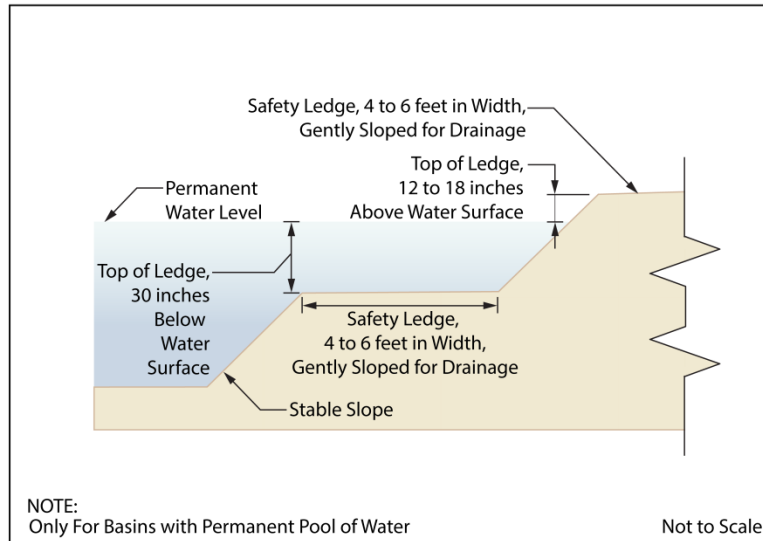 Safety Ledge, 4 to 6 feet in Width,
Gently Sloped for Drainage
Top of Ledge,
12 to 18 inches
Above Water Surface
Permanent
Water Level
Top of Ledge,
30 inches
Below
Water
Surface
Safety Ledge,
4 to 6 feet in Width,
Gently Sloped for Drainage
Stable Slope
NOTE:
Only For Basins with Permanent Pool of Water
Not to Scale